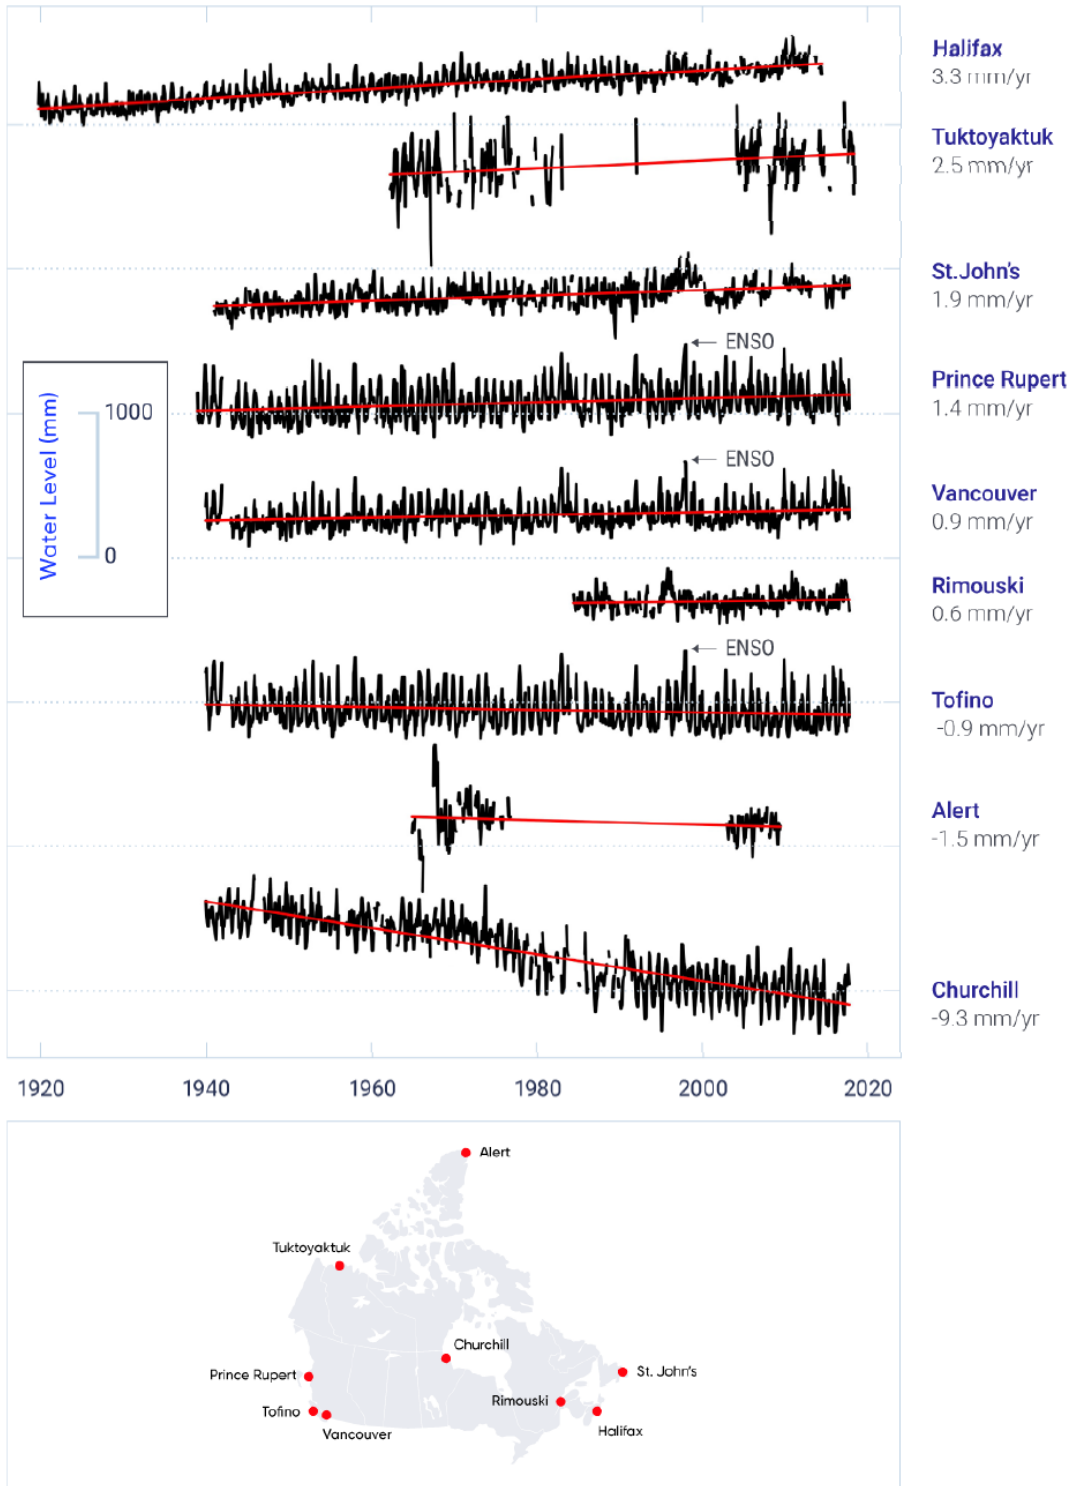 Halifax
3.3 mm/yr
Tuktoyaktuk
2.5 mm/yr
St.John's
1.9 mm/yr
ENSO
Prince Rupert
1.4 mm/yr
Water Level (mm)
1000
0
ENSO
Vancouver
0.9 mm/yr
Rimouski
0.6 mm/yr
ENSO
Tofino
-0.9 mm/yr
Alert
-1.5 mm/yr
Churchill
-9.3 mm/yr
1920 1940 1960 1980 2000 2020
Alert
Tuktoyaktuk
Churchill
Prince Rupert
St. John's
Rimouski
Tofino
Vancouver
Halifax